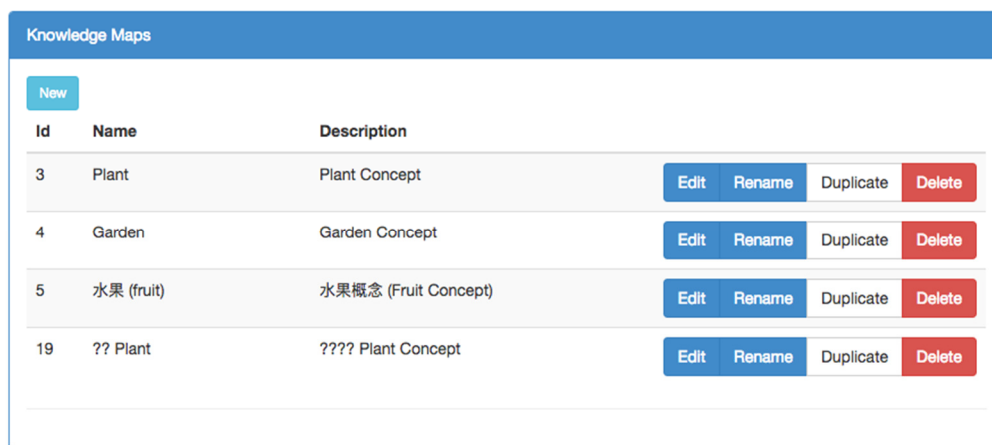 Knowledge Maps
New
Id Name Description
3 Plant Plant Concept Edit Rename Duplicate Delete
4 Garden Garden Concept Edit Rename Duplicate Delete
5 水果 (fruit) 水果概念 (Fruit Concept) Edit Rename Duplicate Delete
19 ?? Plant ???? Plant Concept Edit Rename Duplicate Delete